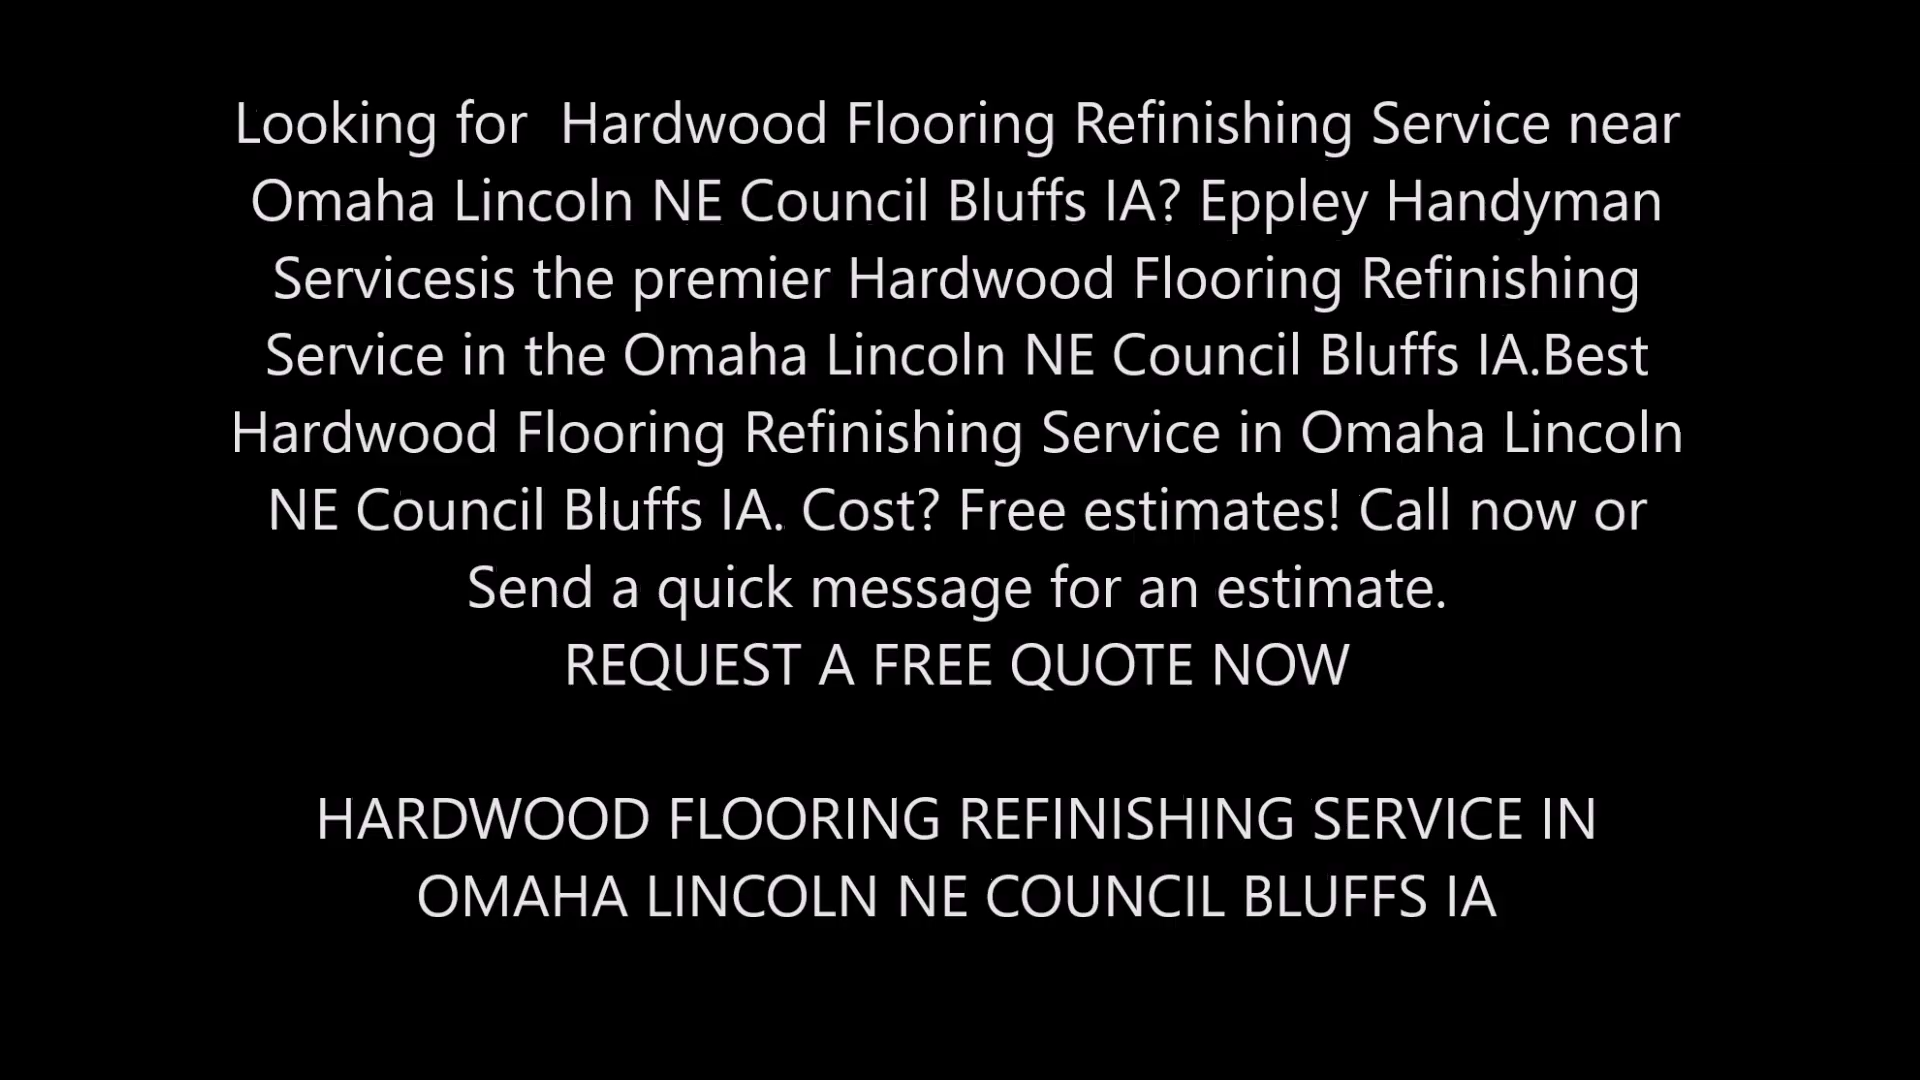 Looking for  Hardwood Flooring Refinishing Service near
Omaha Lincoln NE Council Bluffs IA? Eppley Handyman
Servicesis the premier Hardwood Flooring Refinishing
Service in the Omaha Lincoln NE Council Bluffs IA.Best
Hardwood Flooring Refinishing Service in Omaha Lincoln
NE Council Bluffs IA. Cost? Free estimates! Call now or
Send a quick message for an estimate.
REQUEST A FREE QUOTE NOW
HARDWOOD FLOORING REFINISHING SERVICE IN
OMAHA LINCOLN NE COUNCIL BLUFFS IA